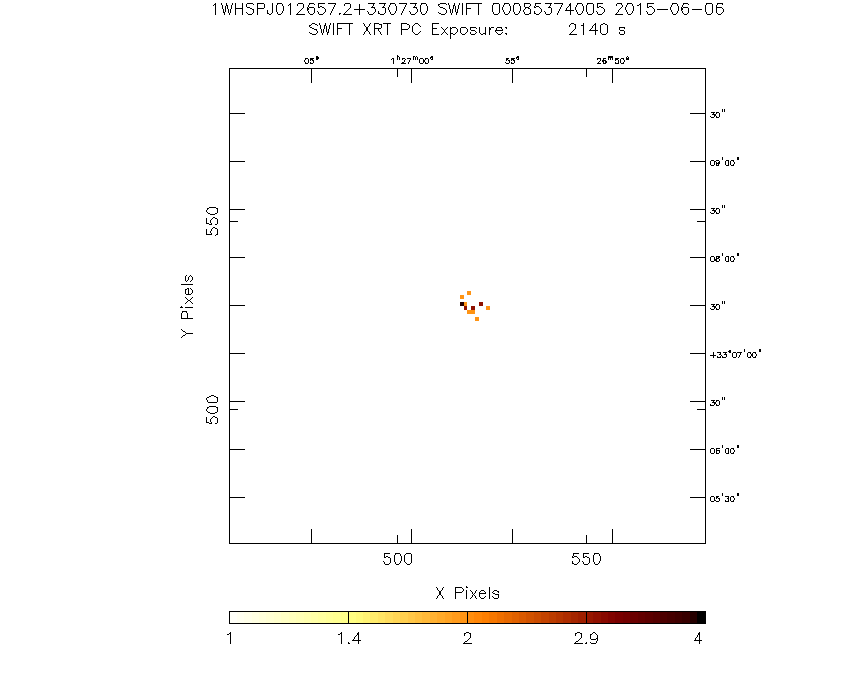 1WHSPJ012657.2+330730 SWIFT 00085374005 2015-06-06
SWIFT XRT PC Exposure: 2140 s
05ˢ 1ʰ27ᵐ00ˢ 55ˢ 26ᵐ50ˢ
30"
09'00"
30"
550
08'00"
30"
Y Pixels
+33°07'00"
30"
500
06'00"
05'30"
500 550
X Pixels
1 1.4 2 2.9 4